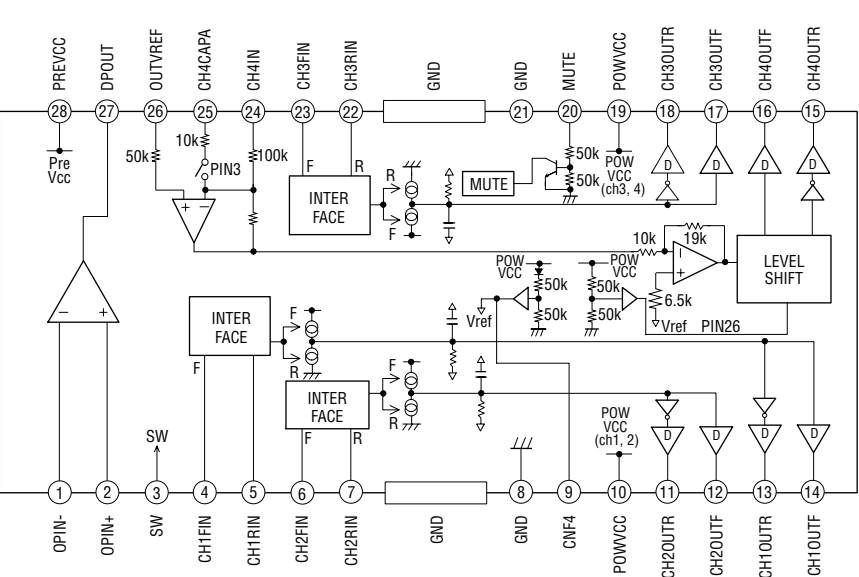 PREVCC
DPOUT
OUTVREF
CH4CAPA
CH4IN
CH3FIN
CH3RIN
GND
GND
MUTE
POWVCC
CH3OUTR
CH3OUTF
CH4OUTF
CH4OUTR
28
27
26
25
24
23
22
21
20
19
18
17
16
15
Pre
Vcc
50k
10k
PIN3
100k
F
R
INTER
FACE
R
F
MUTE
50k
50k
POW
VCC
(ch3, 4)
D
D
D
D
+
−
10k
19k
−
+
6.5k
Vref
PIN26
LEVEL
SHIFT
POW
VCC
50k
50k
Vref
POW
VCC
50k
50k
−
+
INTER
FACE
F
R
F
INTER
FACE
F
R
F
R
SW
POW
VCC
(ch1, 2)
D
D
D
D
1
2
3
4
5
6
7
8
9
10
11
12
13
14
OPIN-
OPIN+
SW
CH1FIN
CH1RIN
CH2FIN
CH2RIN
GND
GND
CNF4
POWVCC
CH2OUTR
CH2OUTF
CH1OUTR
CH1OUTF